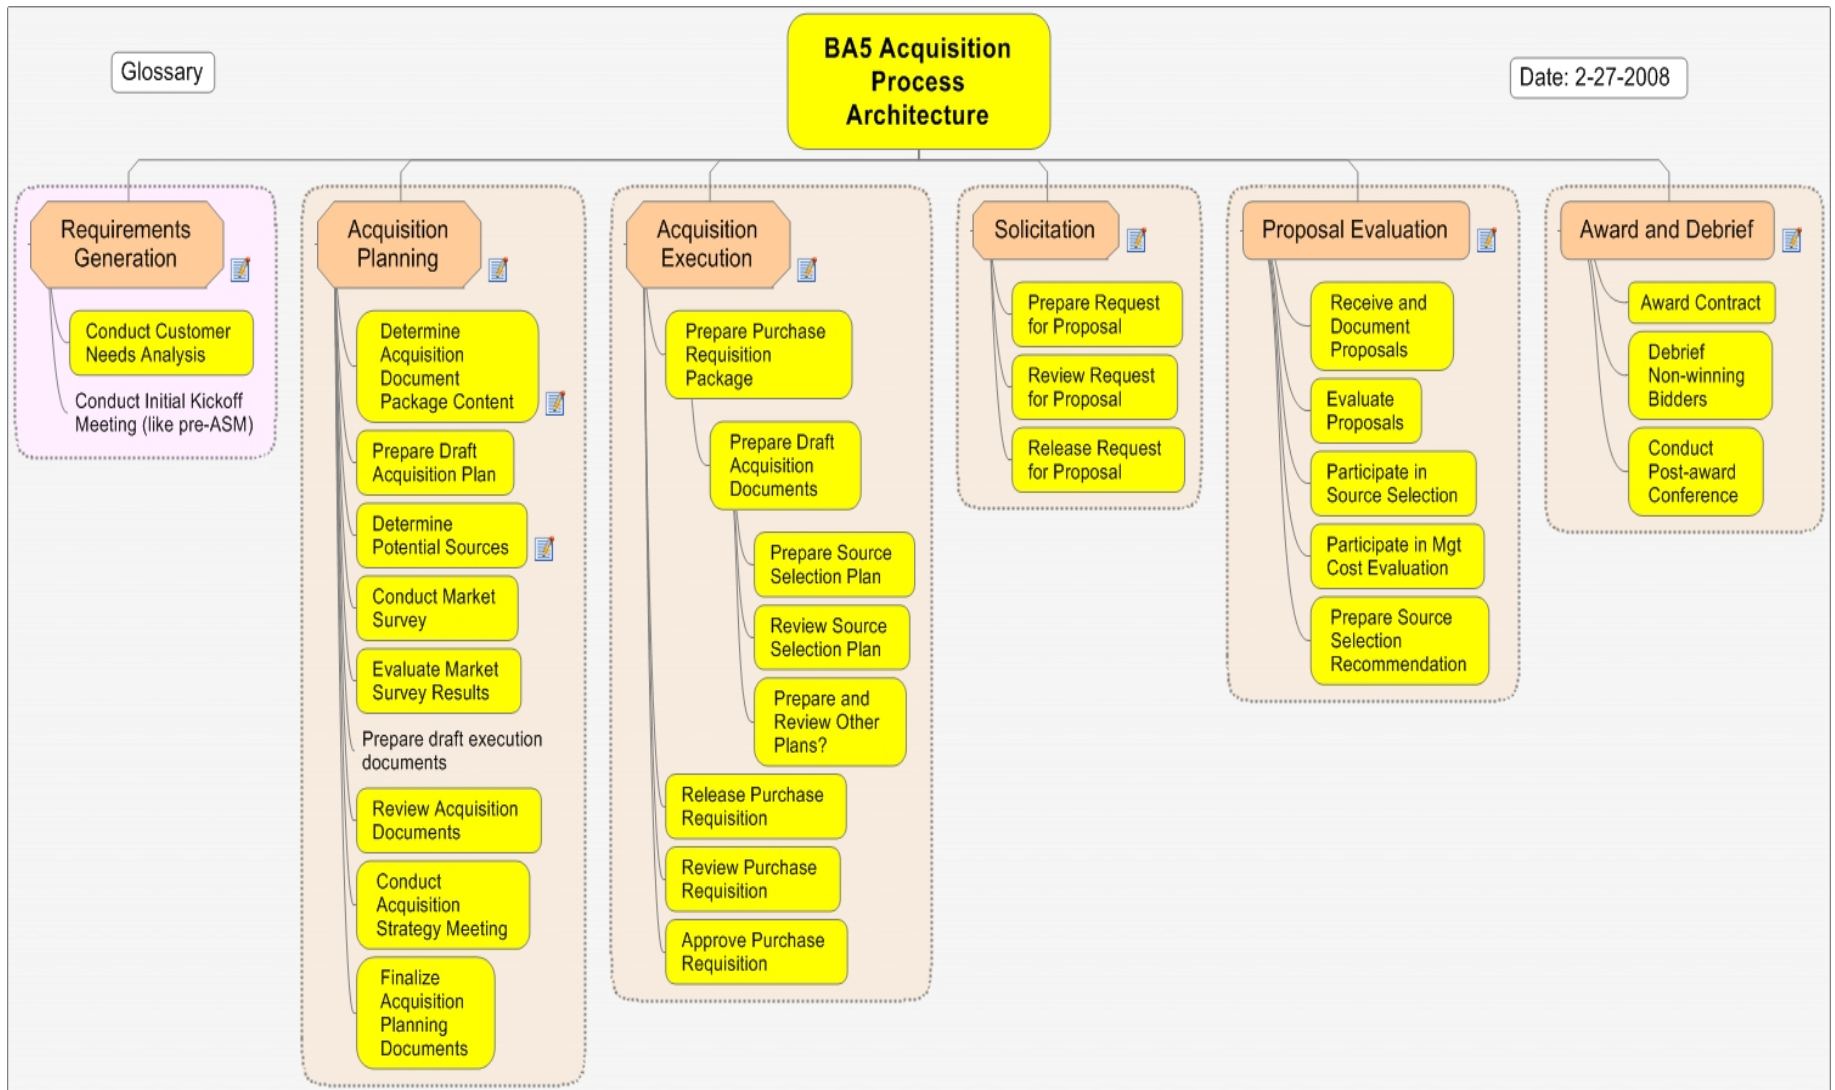 BA5 Acquisition
Process
Architecture
Glossary
Date: 2-27-2008
Requirements
Generation
Conduct Customer
Needs Analysis
Conduct Initial Kickoff
Meeting (like pre-ASM)
Acquisition
Planning
Determine
Acquisition
Document
Package Content
Prepare Draft
Acquisition Plan
Determine
Potential Sources
Conduct Market
Survey
Evaluate Market
Survey Results
Prepare draft execution
documents
Review Acquisition
Documents
Conduct
Acquisition
Strategy Meeting
Finalize
Acquisition
Planning
Documents
Acquisition
Execution
Prepare Purchase
Requisition
Package
Prepare Draft
Acquisition
Documents
Prepare Source
Selection Plan
Review Source
Selection Plan
Prepare and
Review Other
Plans?
Release Purchase
Requisition
Review Purchase
Requisition
Approve Purchase
Requisition
Solicitation
Prepare Request
for Proposal
Review Request
for Proposal
Release Request
for Proposal
Proposal Evaluation
Receive and
Document
Proposals
Evaluate
Proposals
Participate in
Source Selection
Participate in Mgt
Cost Evaluation
Prepare Source
Selection
Recommendation
Award and Debrief
Award Contract
Debrief
Non-winning
Bidders
Conduct
Post-award
Conference